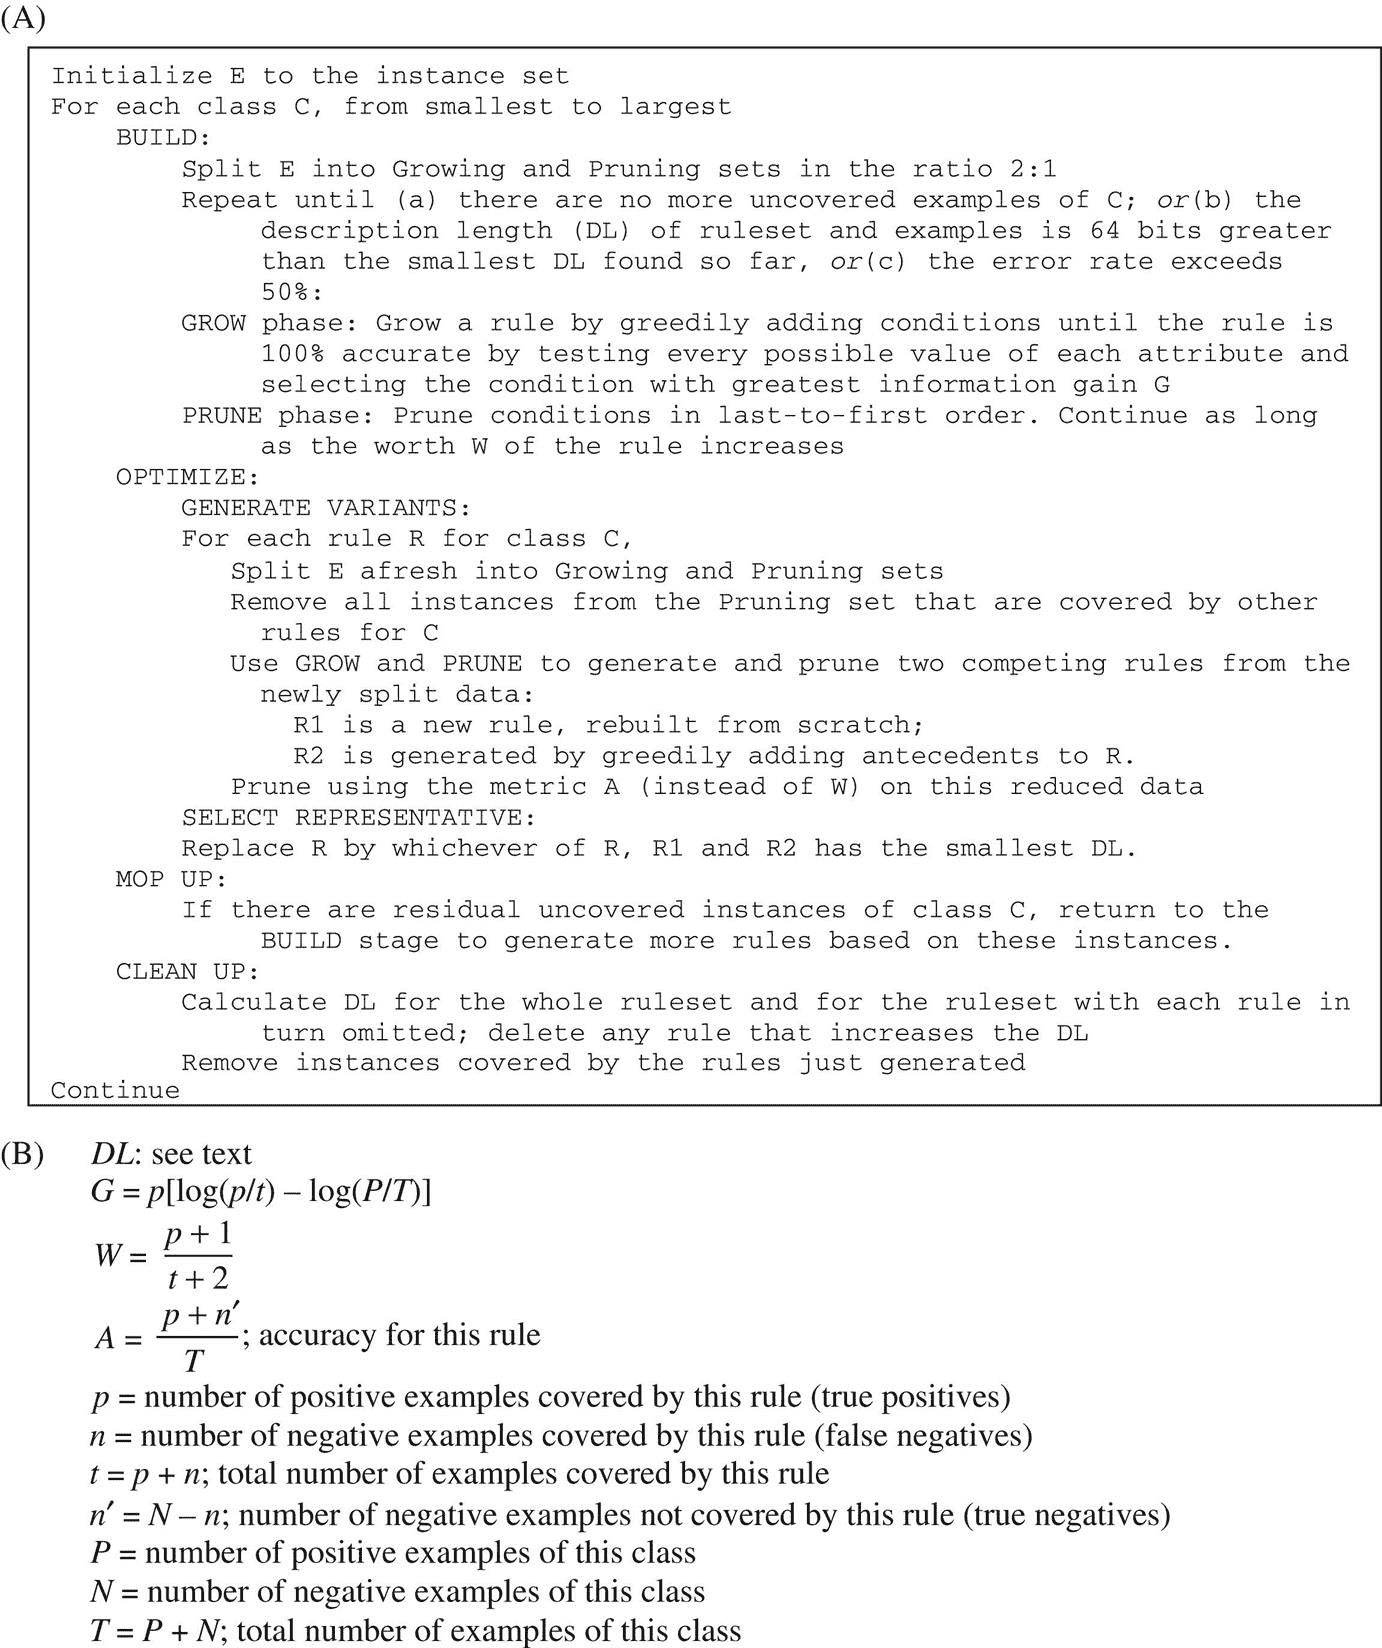 (A)
Initialize E to the instance set
For each class C, from smallest to largest
BUILD:
Split E into Growing and Pruning sets in the ratio 2:1
Repeat until (a) there are no more uncovered examples of C; or(b) the
description length (DL) of ruleset and examples is 64 bits greater
than the smallest DL found so far, or(c) the error rate exceeds
50%:
GROW phase: Grow a rule by greedily adding conditions until the rule is
100% accurate by testing every possible value of each attribute and
selecting the condition with greatest information gain G
PRUNE phase: Prune conditions in last-to-first order. Continue as long
as the worth W of the rule increases
OPTIMIZE:
GENERATE VARIANTS:
For each rule R for class C,
Split E afresh into Growing and Pruning sets
Remove all instances from the Pruning set that are covered by other
rules for C
Use GROW and PRUNE to generate and prune two competing rules from the
newly split data:
R1 is a new rule, rebuilt from scratch;
R2 is generated by greedily adding antecedents to R.
Prune using the metric A (instead of W) on this reduced data
SELECT REPRESENTATIVE:
Replace R by whichever of R, R1 and R2 has the smallest DL.
MOP UP:
If there are residual uncovered instances of class C, return to the
BUILD stage to generate more rules based on these instances.
CLEAN UP:
Calculate DL for the whole ruleset and for the ruleset with each rule in
turn omitted; delete any rule that increases the DL
Remove instances covered by the rules just generated
Continue
(B) DL: see text
G = p[log(p/t) – log(P/T)]
W = (p + 1)/(t + 2)
A = (p + n′)/T; accuracy for this rule
p = number of positive examples covered by this rule (true positives)
n = number of negative examples covered by this rule (false negatives)
t = p + n; total number of examples covered by this rule
n′ = N – n; number of negative examples not covered by this rule (true negatives)
P = number of positive examples of this class
N = number of negative examples of this class
T = P + N; total number of examples of this class